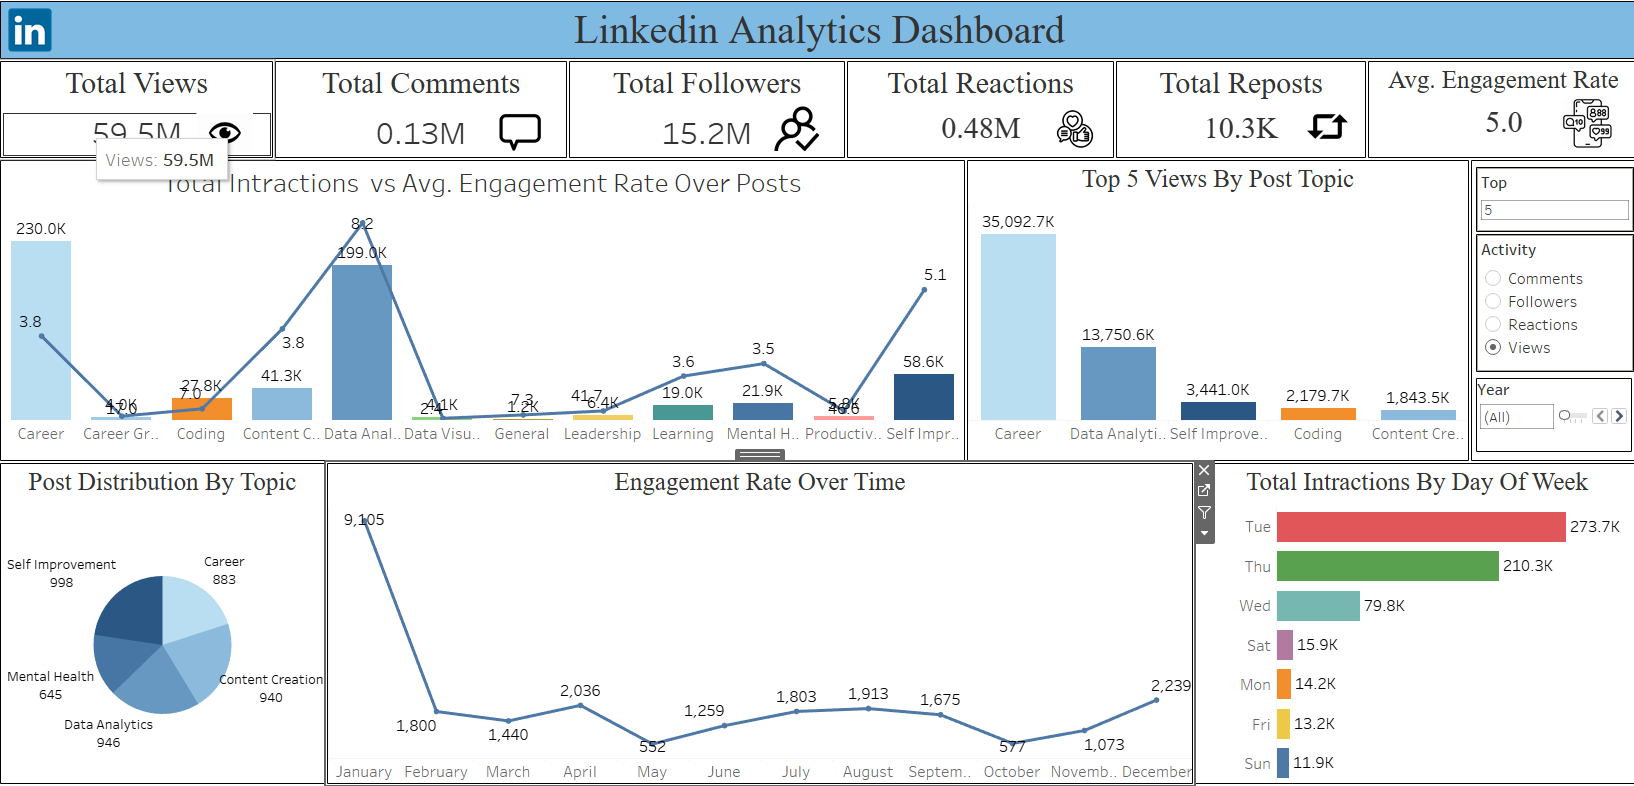 in
Linkedin Analytics Dashboard
Total Views
59.5M
Views: 59.5M
Total Comments
0.13M
Total Followers
15.2M
Total Reactions
0.48M
Total Reposts
10.3K
Avg. Engagement Rate
5.0
10
88
99
Total Intractions vs Avg. Engagement Rate Over Posts
230.0K
3.8
4.0K
17.0
27.8K
7.0
41.3K
3.8
8.2
199.0K
2.4
4.1K
7.3
1.2K
41.7
6.4K
3.6
19.0K
3.5
21.9K
5.1
58.6K
Career
Career Gr..
Coding
Content C..
Data Anal..
Data Visu..
General
Leadership
Learning
Mental H..
Productiv..
Self Impr..
Top 5 Views By Post Topic
35,092.7K
13,750.6K
3,441.0K
2,179.7K
1,843.5K
Career
Data Analyti..
Self Improve..
Coding
Content Cre..
Top
5
Activity
Comments
Followers
Reactions
Views
Year
(All)
Post Distribution By Topic
Self Improvement
998
Career
883
Mental Health
645
Content Creation
940
Data Analytics
946
Engagement Rate Over Time
9,105
1,800
1,440
2,036
552
1,259
1,803
1,913
1,675
577
1,073
2,239
January
February
March
April
May
June
July
August
Septem..
October
Novemb..
December
Total Intractions By Day Of Week
Tue 273.7K
Thu 210.3K
Wed 79.8K
Sat 15.9K
Mon 14.2K
Fri 13.2K
Sun 11.9K